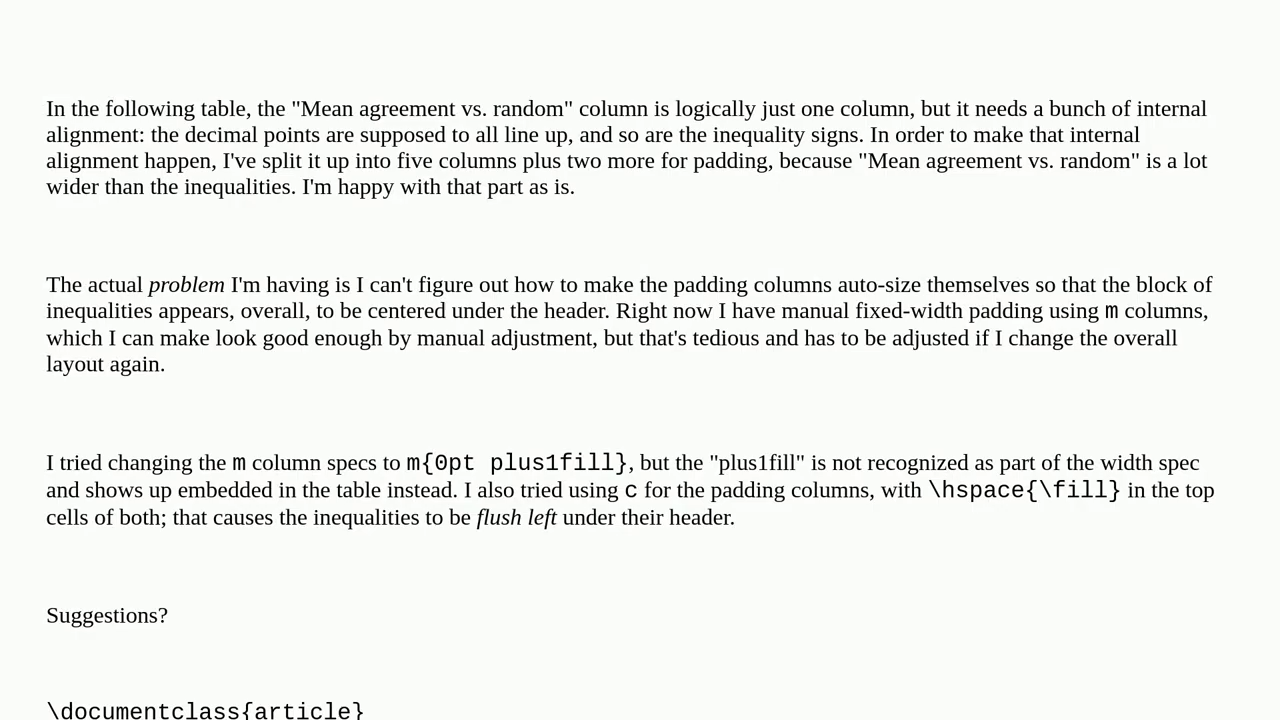 In the following table, the "Mean agreement vs. random" column is logically just one column, but it needs a bunch of internal
alignment: the decimal points are supposed to all line up, and so are the inequality signs. In order to make that internal
alignment happen, I've split it up into five columns plus two more for padding, because "Mean agreement vs. random" is a lot
wider than the inequalities. I'm happy with that part as is.
The actual problem I'm having is I can't figure out how to make the padding columns auto-size themselves so that the block of
inequalities appears, overall, to be centered under the header. Right now I have manual fixed-width padding using m columns,
which I can make look good enough by manual adjustment, but that's tedious and has to be adjusted if I change the overall
layout again.
I tried changing the m column specs to m{0pt plus1fill}, but the "plus1fill" is not recognized as part of the width spec
and shows up embedded in the table instead. I also tried using c for the padding columns, with \hspace{\fill} in the top
cells of both; that causes the inequalities to be flush left under their header.
Suggestions?
\documentclass{article}